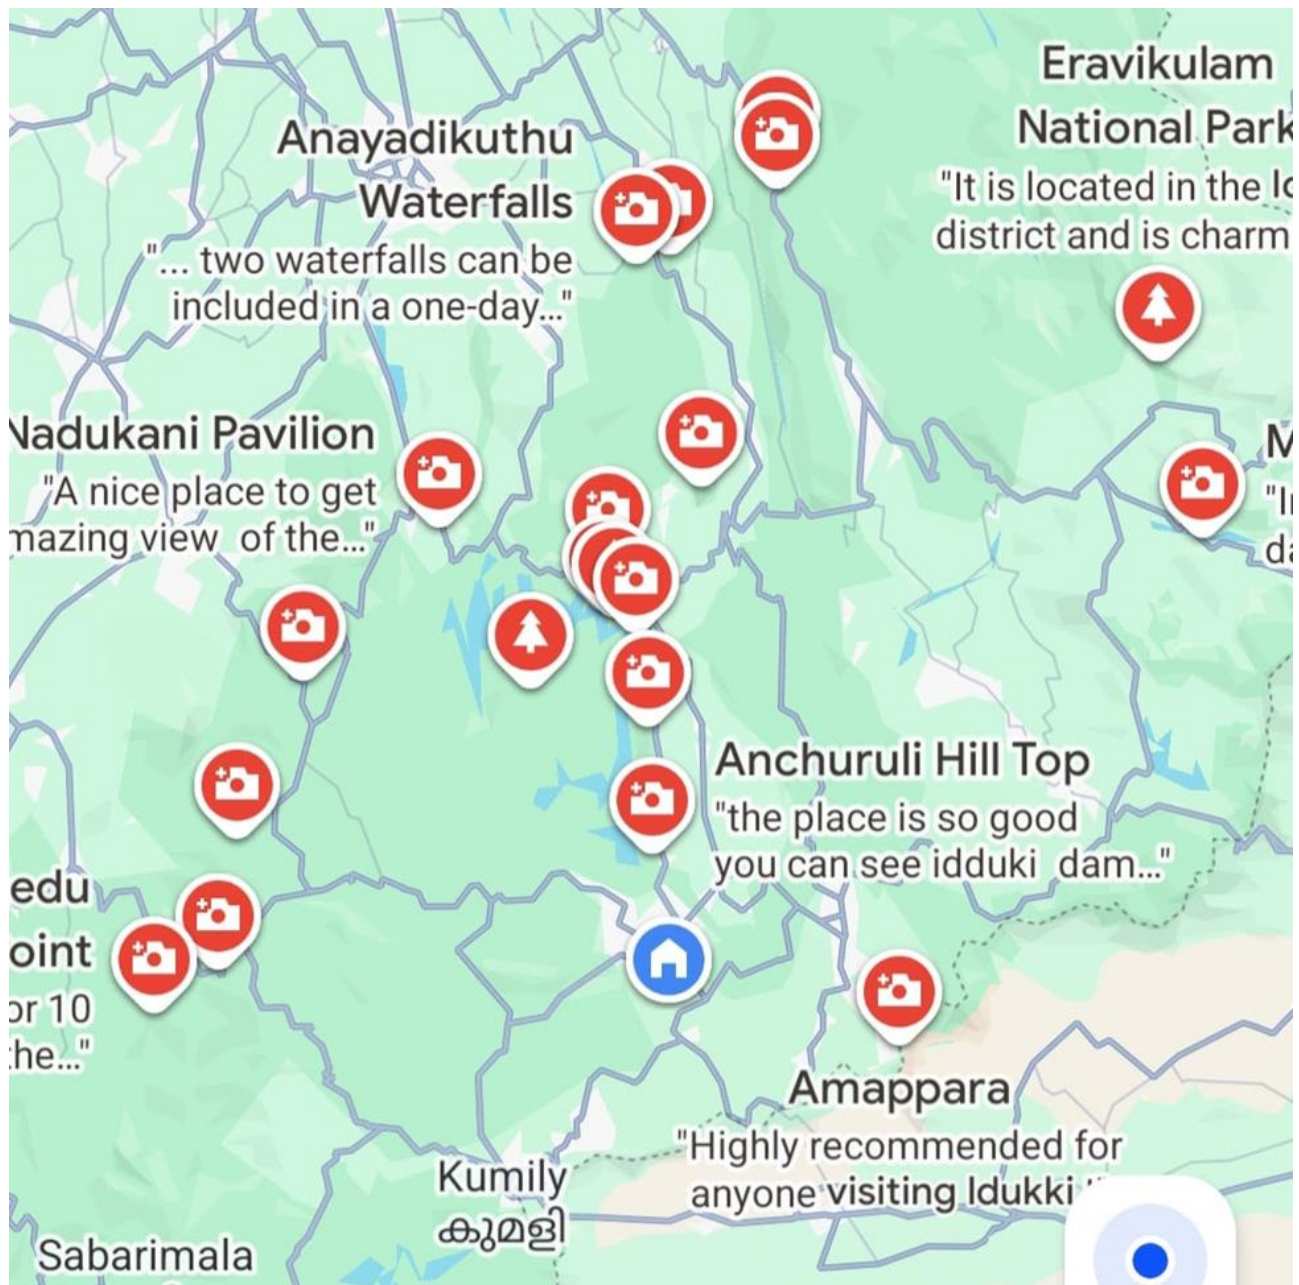 Eravikulam
National Park
"It is located in the
district and is charm
Anayadikuthu
Waterfalls
"... two waterfalls can be
included in a one-day..."
Nadukani Pavilion
"A nice place to get
mazing view of the..."
M
"I
da
Anchuruli Hill Top
"the place is so good
you can see idduki dam..."
edu
oint
or 10
he..."
Amappara
"Highly recommended for
anyone visiting Idukki
Kumily
കുമളി
Sabarimala